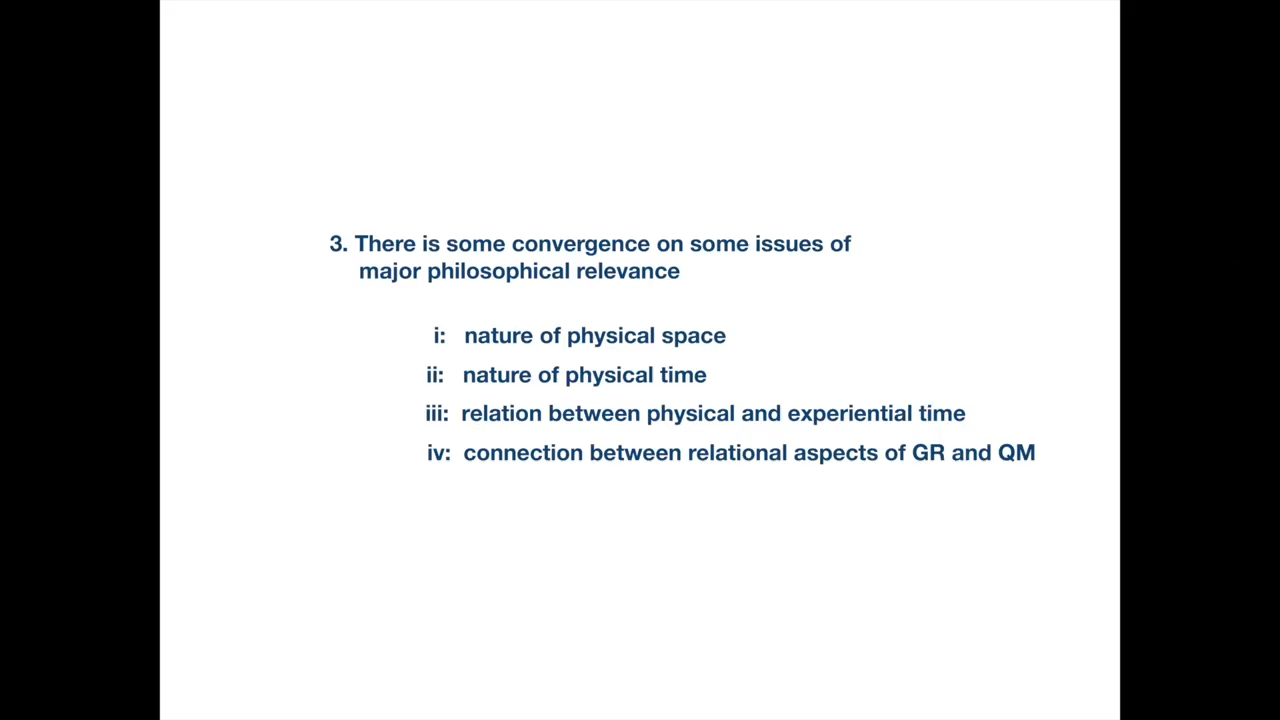 3. There is some convergence on some issues of
major philosophical relevance
i: nature of physical space
ii: nature of physical time
iii: relation between physical and experiential time
iv: connection between relational aspects of GR and QM